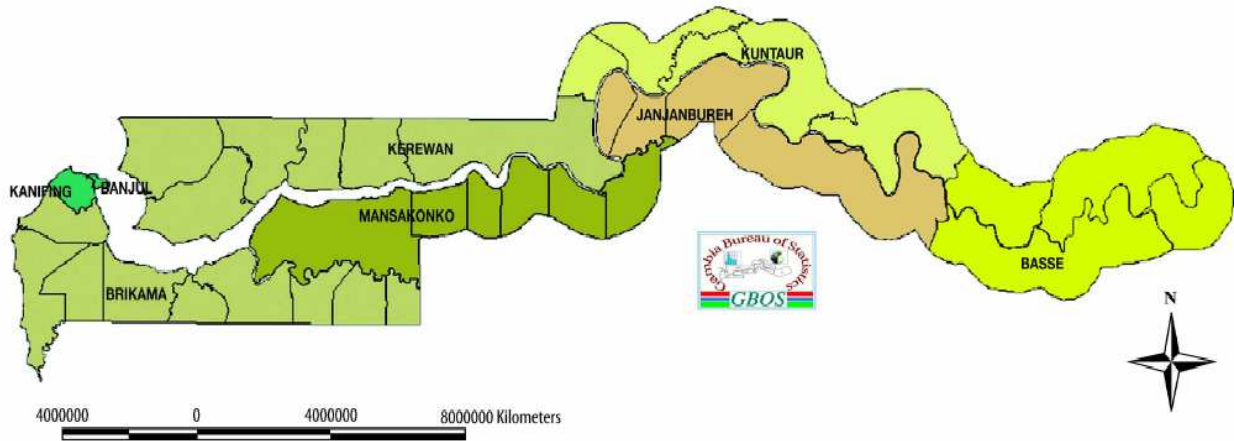 KUNTAUR
JANJANBUREH
KEREWAN
KANIFING
BANJUL
MANSAKONKO
BASSE
BRIKAMA
Gambia Bureau of Statistics
GBOS
N
4000000 0 4000000 8000000 Kilometers